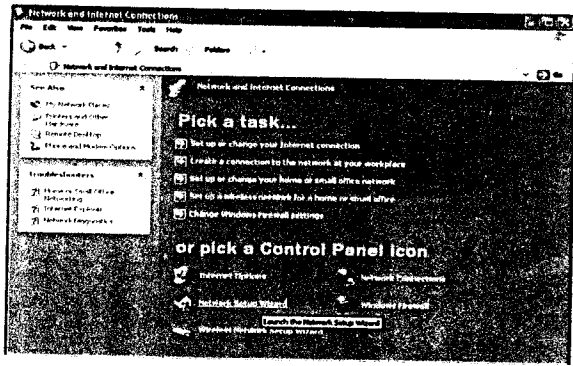 Network and Internet Connections
File Edit View Favorites Tools Help
Back Search Folders
Network and Internet Connections
Go
See Also
My Network Places
Printers and Other Hardware
Remote Desktop
Phone and Modem Options
Troubleshooters
Home or Small Office Networking
Internet Explorer
Network Diagnostics
Network and Internet Connections
Pick a task...
Set up or change your Internet connection
Create a connection to the network at your workplace
Set up or change your home or small office network
Set up a wireless network for a home or small office
Change Windows Firewall settings
or pick a Control Panel icon
Internet Options
Network Connections
Network Setup Wizard
Windows Firewall
Launch the Network Setup Wizard
Wireless Network Setup Wizard